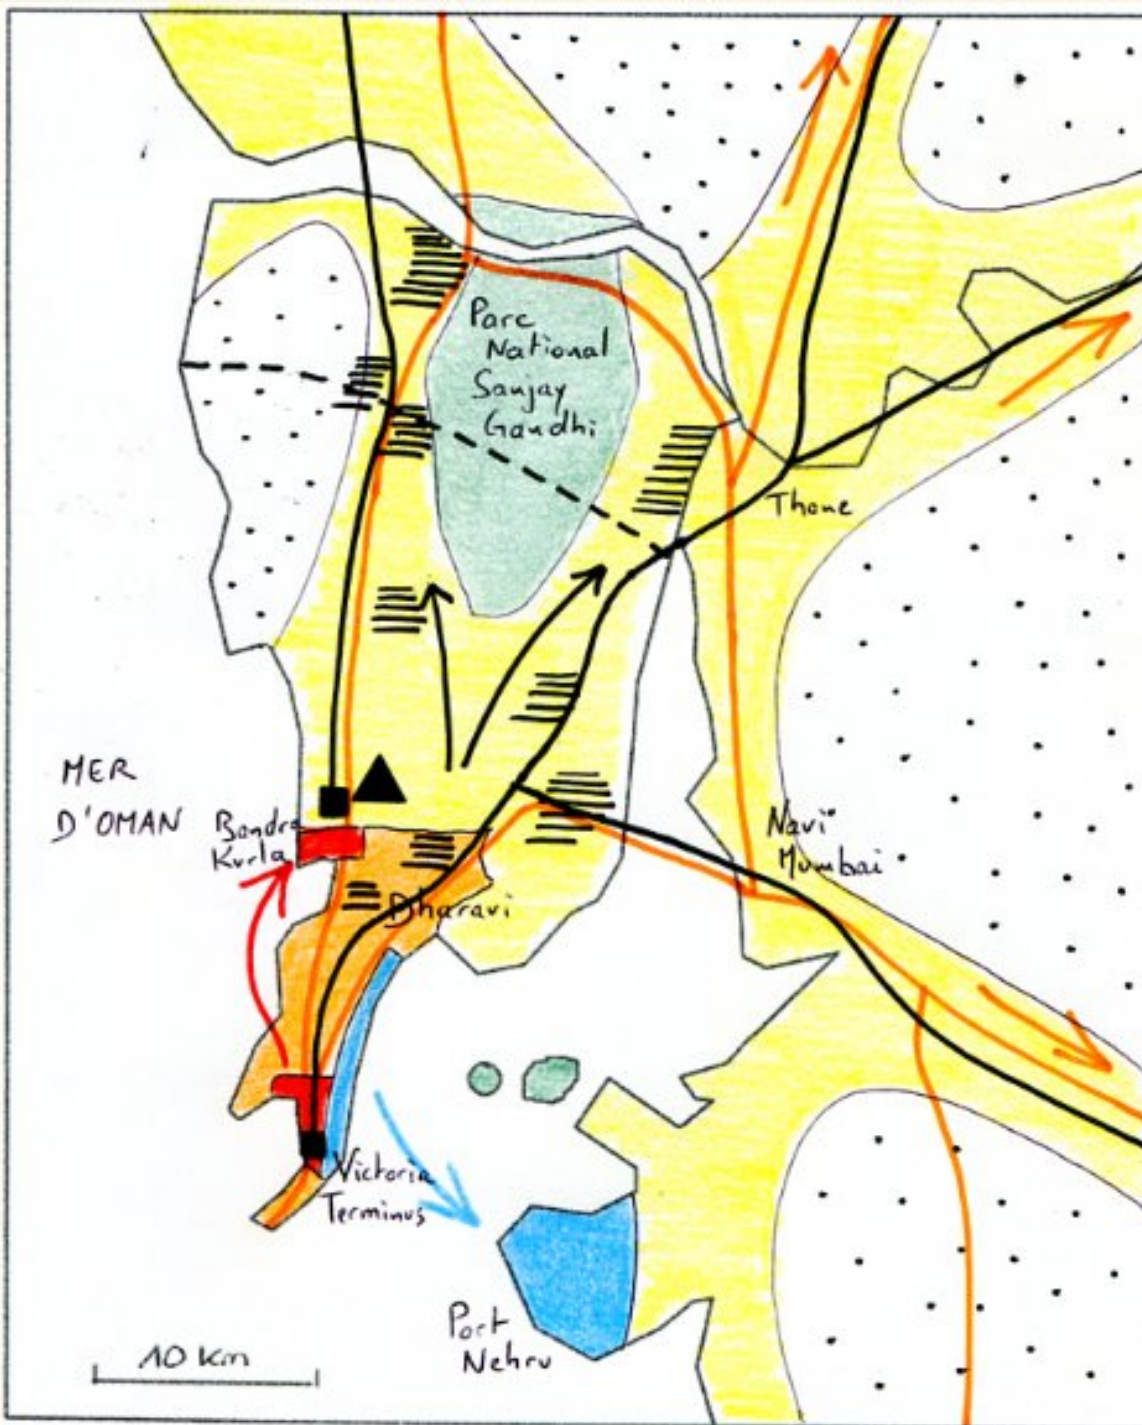 Parc
National
Sanjay
Gandhi
Thane
MER
D'OMAN
Bandra
Kurla
Navi
Mumbai
Dharavi
Victoria
Terminus
Port
Nehru
10 Km